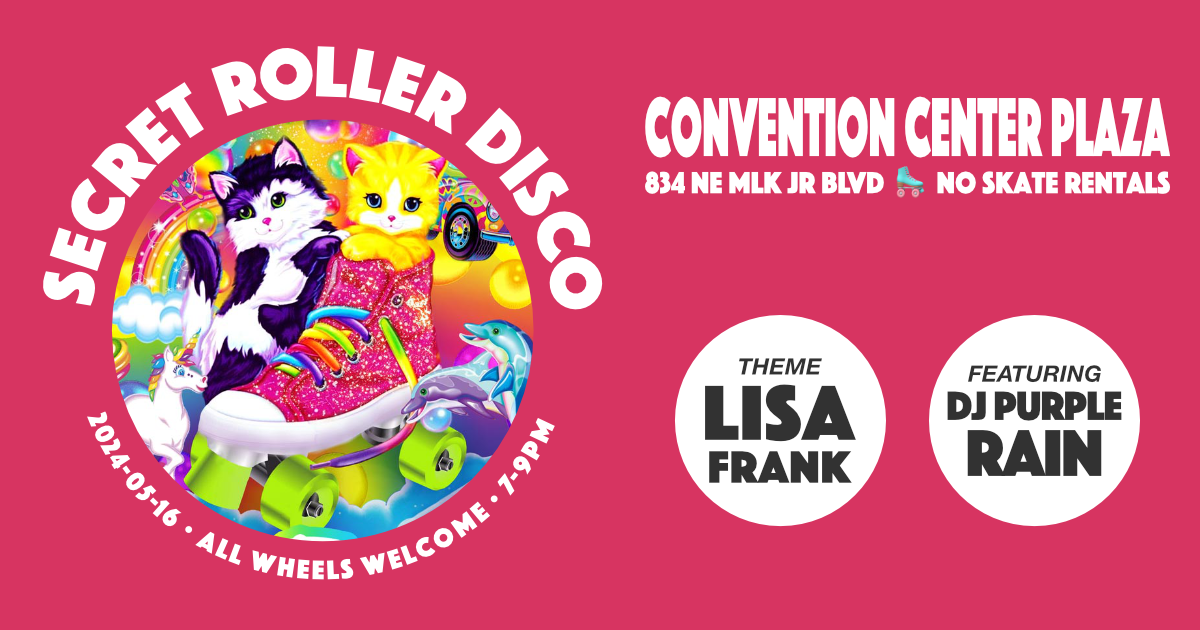 SECRET ROLLER DISCO
2024-05-16 • ALL WHEELS WELCOME • 7-9PM
CONVENTION CENTER PLAZA
834 NE MLK JR BLVD 🛼 NO SKATE RENTALS
THEME
LISA
FRANK
FEATURING
DJ PURPLE
RAIN